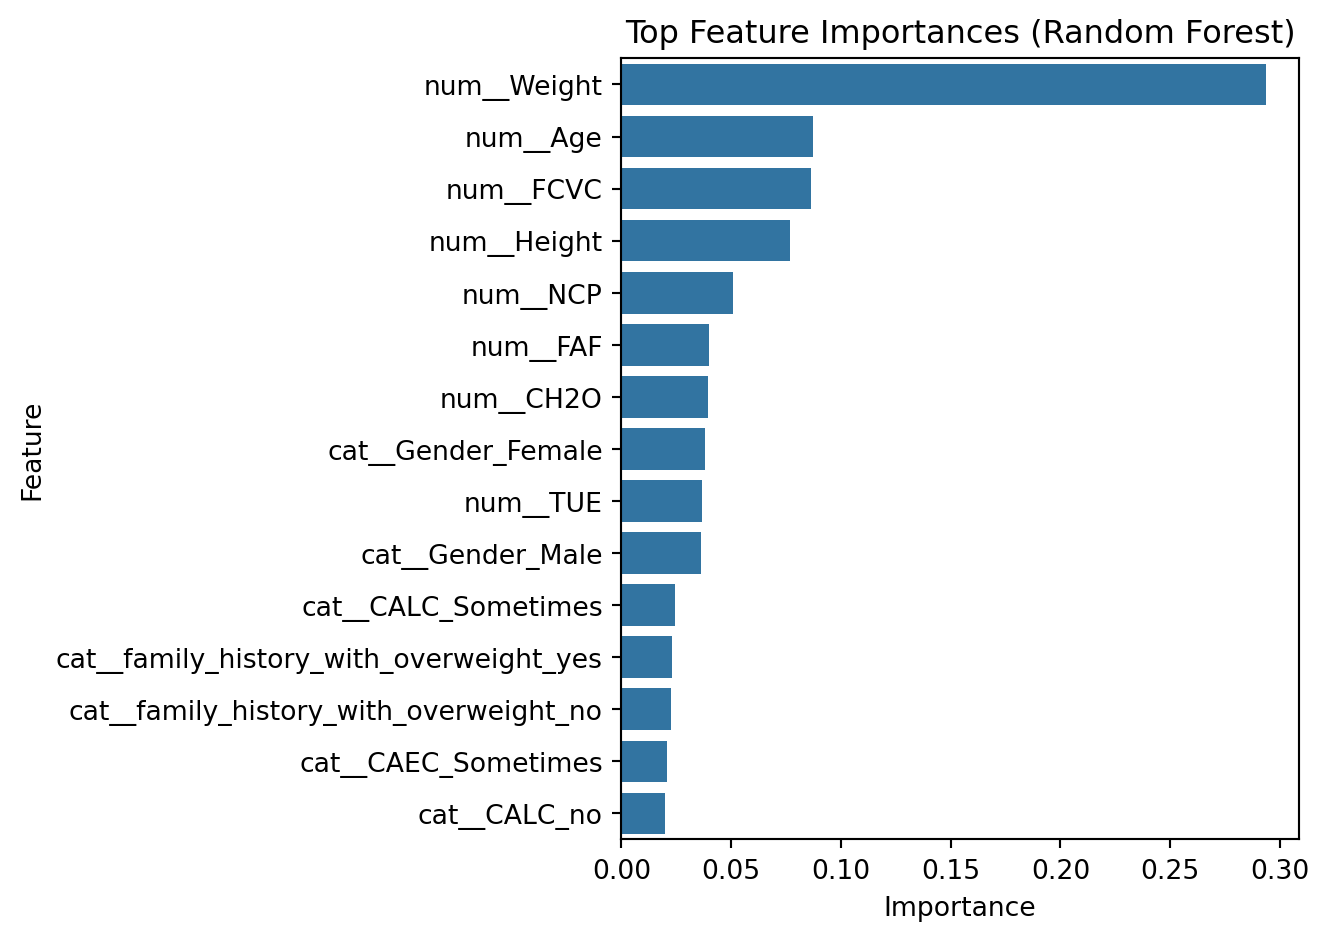 Top Feature Importances (Random Forest)
num__Weight
num__Age
num__FCVC
num__Height
num__NCP
num__FAF
num__CH2O
cat__Gender_Female
num__TUE
cat__Gender_Male
cat__CALC_Sometimes
cat__family_history_with_overweight_yes
cat__family_history_with_overweight_no
cat__CAEC_Sometimes
cat__CALC_no
Feature
0.00 0.05 0.10 0.15 0.20 0.25 0.30
Importance